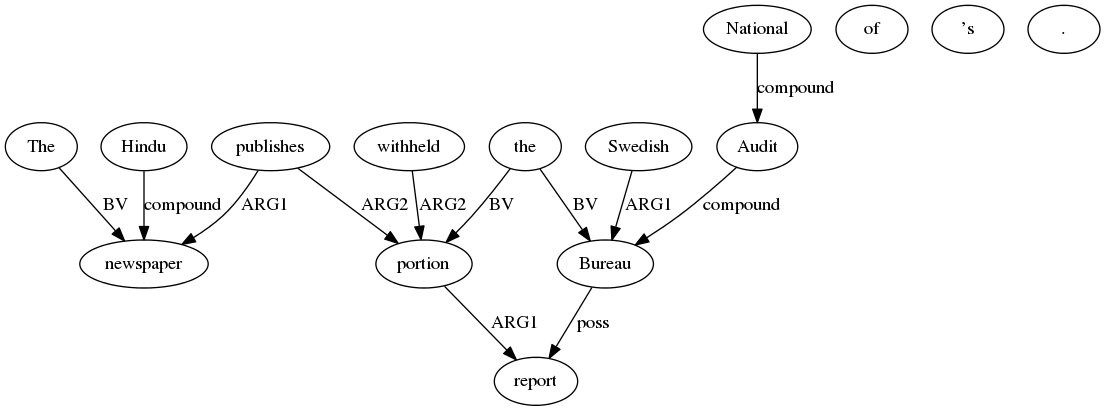 National of ’s .
compound
The Hindu publishes withheld the Swedish Audit
BV compound ARG1 ARG2 ARG2 BV BV ARG1 compound
newspaper portion Bureau
ARG1 poss
report